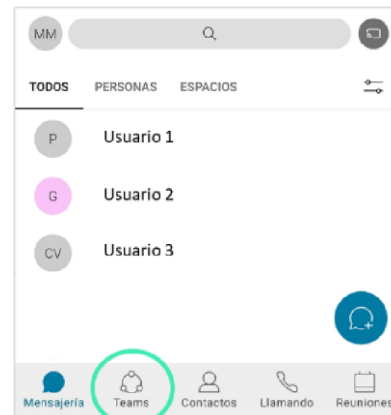 MM
TODOS PERSONAS ESPACIOS
P Usuario 1
G Usuario 2
CV Usuario 3
Mensajería Teams Contactos Llamando Reuniones